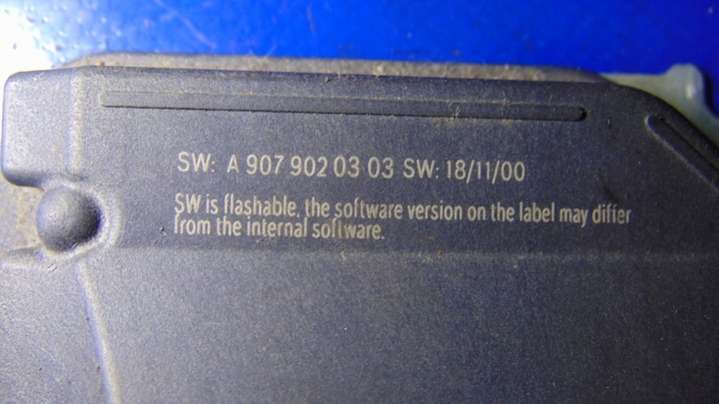 SW: A 907 902 03 03 SW: 18/11/00
SW is flashable, the software version on the label may differ
from the internal software.